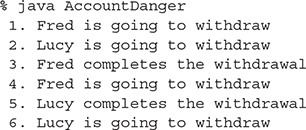 % java AccountDanger
1. Fred is going to withdraw
2. Lucy is going to withdraw
3. Fred completes the withdrawal
4. Fred is going to withdraw
5. Lucy completes the withdrawal
6. Lucy is going to withdraw